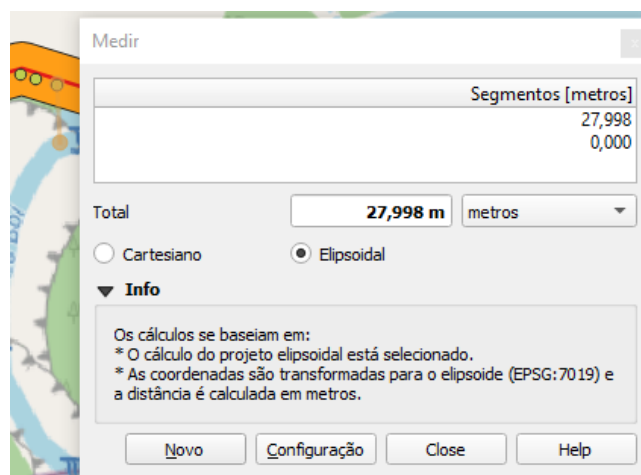 Medir
Segmentos [metros]
27,998
0,000
Total 27,998 m metros
Cartesiano Elipsoidal
Info
Os cálculos se baseiam em:
* O cálculo do projeto elipsoidal está selecionado.
* As coordenadas são transformadas para o elipsoide (EPSG:7019) e
a distância é calculada em metros.
Novo Configuração Close Help